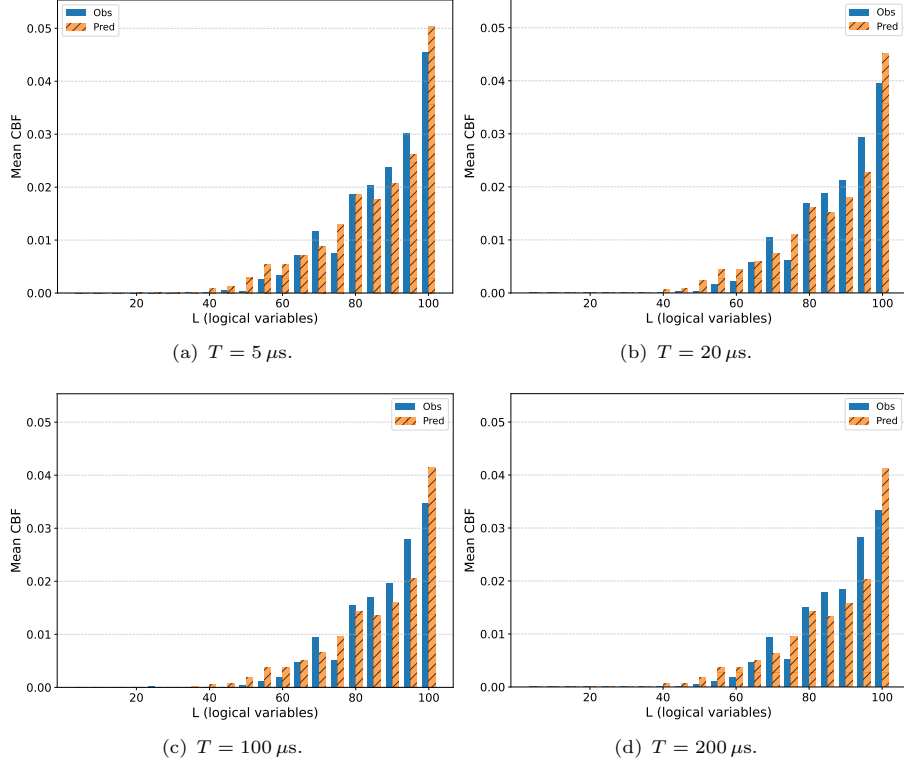 Obs
Pred
0.05
0.04
0.03
0.02
0.01
0.00
Mean CBF
20 40 60 80 100
L (logical variables)
(a) T = 5 μs.
Obs
Pred
0.05
0.04
0.03
0.02
0.01
0.00
Mean CBF
20 40 60 80 100
L (logical variables)
(b) T = 20 μs.
Obs
Pred
0.05
0.04
0.03
0.02
0.01
0.00
Mean CBF
20 40 60 80 100
L (logical variables)
(c) T = 100 μs.
Obs
Pred
0.05
0.04
0.03
0.02
0.01
0.00
Mean CBF
20 40 60 80 100
L (logical variables)
(d) T = 200 μs.